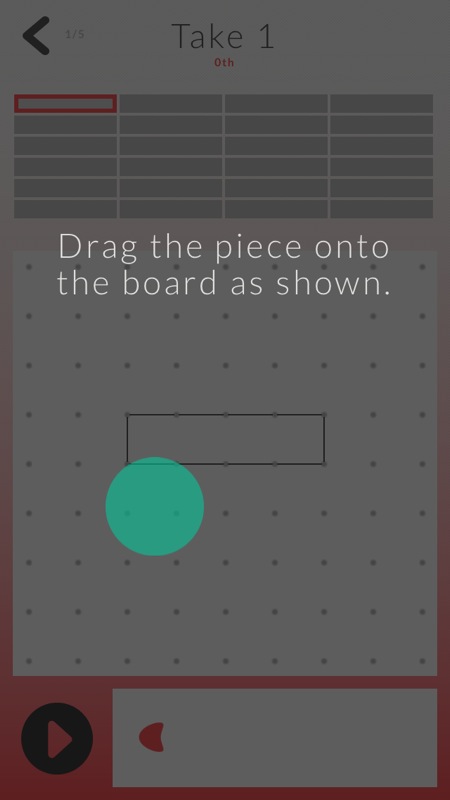 1/5
Take 1
0th
Drag the piece onto
the board as shown.